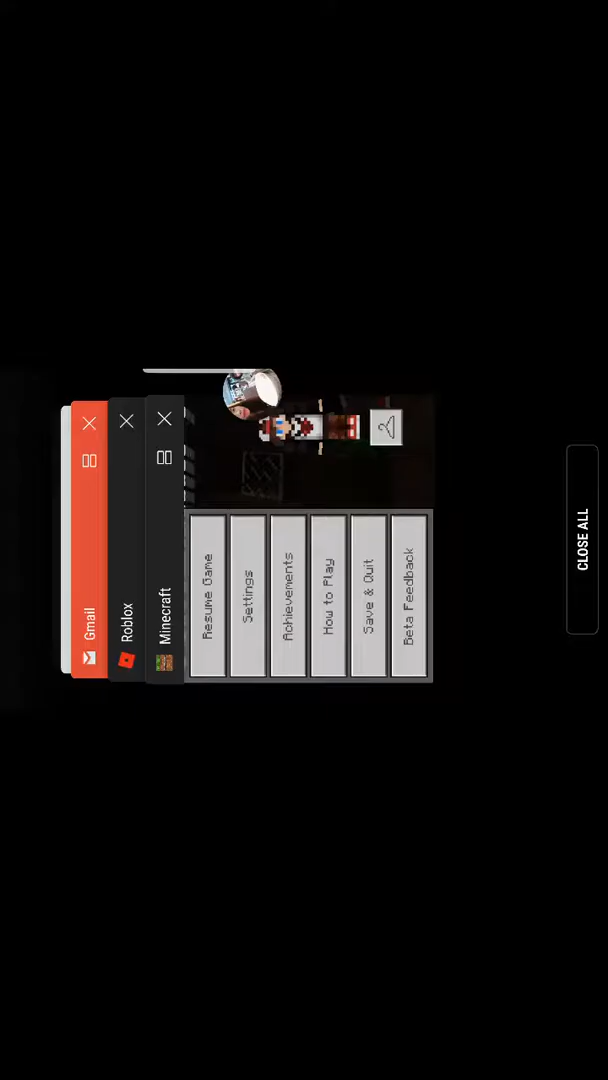 Gmail
Roblox
Minecraft
Resume Game
Settings
Achievements
How to Play
Save & Quit
Beta Feedback
CLOSE ALL